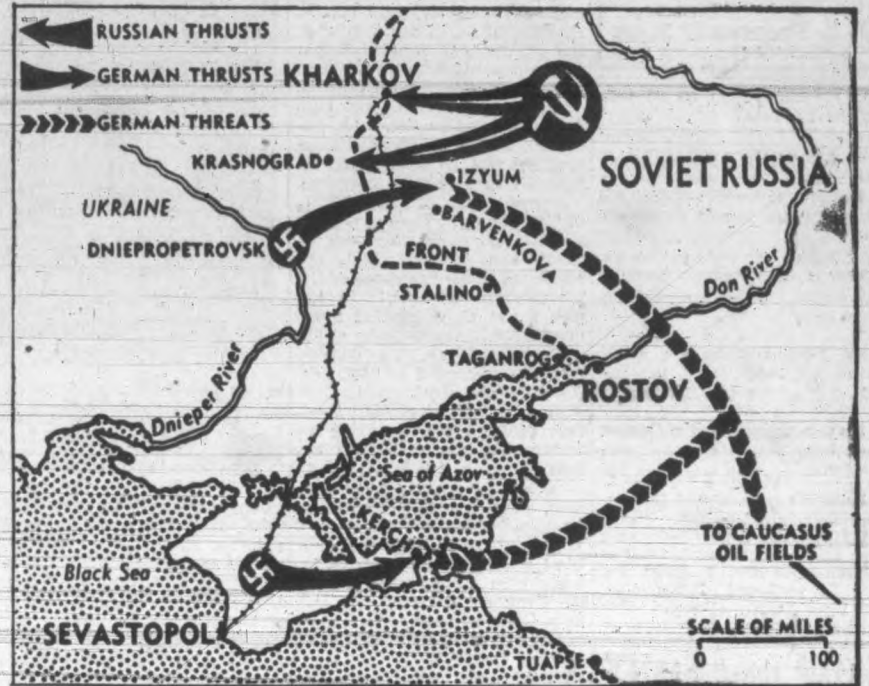 RUSSIAN THRUSTS
GERMAN THRUSTS
GERMAN THREATS
KHARKOV
KRASNOGRAD
IZYUM
SOVIET RUSSIA
UKRAINE
BARVENKOVA
DNIEPROPETROVSK
FRONT
STALINO
Don River
TAGANROG
ROSTOV
Dnieper River
Sea of Azov
KERCH
TO CAUCASUS
OIL FIELDS
Black Sea
SEVASTOPOL
SCALE OF MILES
0 100
TUAPSE